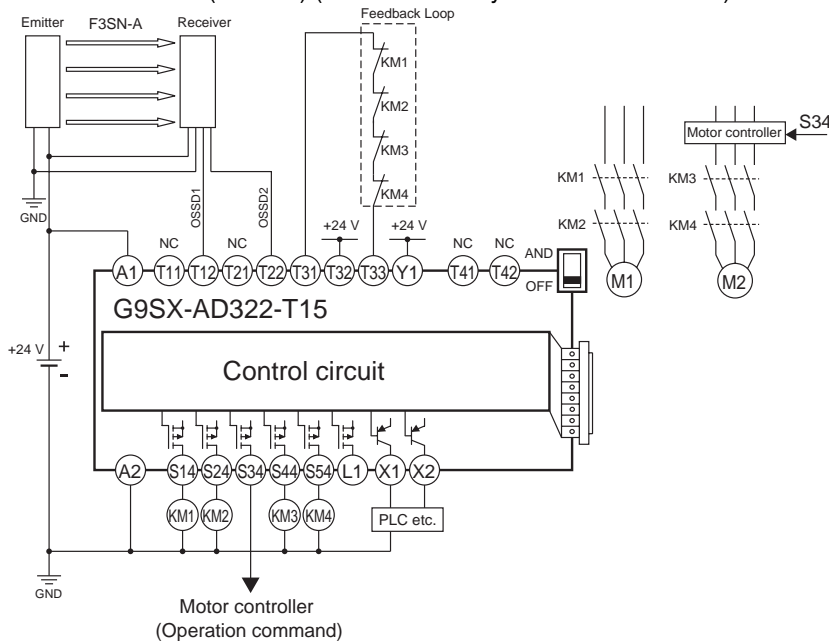 Feedback Loop
Emitter F3SN-A Receiver
KM1
KM2
KM3
KM4
Motor controller S34
KM1 KM3
KM2 KM4
M1 M2
GND
OSSD1 OSSD2
+24 V +24 V
NC NC NC NC
A1 T11 T12 T21 T22 T31 T32 T33 Y1 T41 T42
AND
OFF
G9SX-AD322-T15
+24 V + -
Control circuit
A2 S14 S24 S34 S44 S54 L1 X1 X2
KM1 KM2 KM3 KM4 PLC etc.
GND
Motor controller
(Operation command)